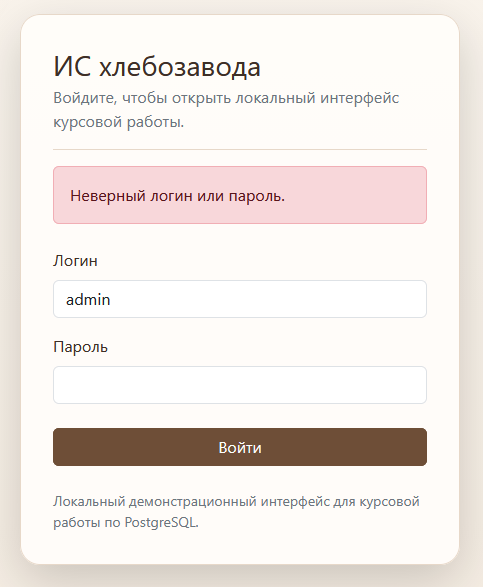 ИС хлебозавода
Войдите, чтобы открыть локальный интерфейс
курсовой работы.
Неверный логин или пароль.
Логин
admin
Пароль
Войти
Локальный демонстрационный интерфейс для курсовой
работы по PostgreSQL.